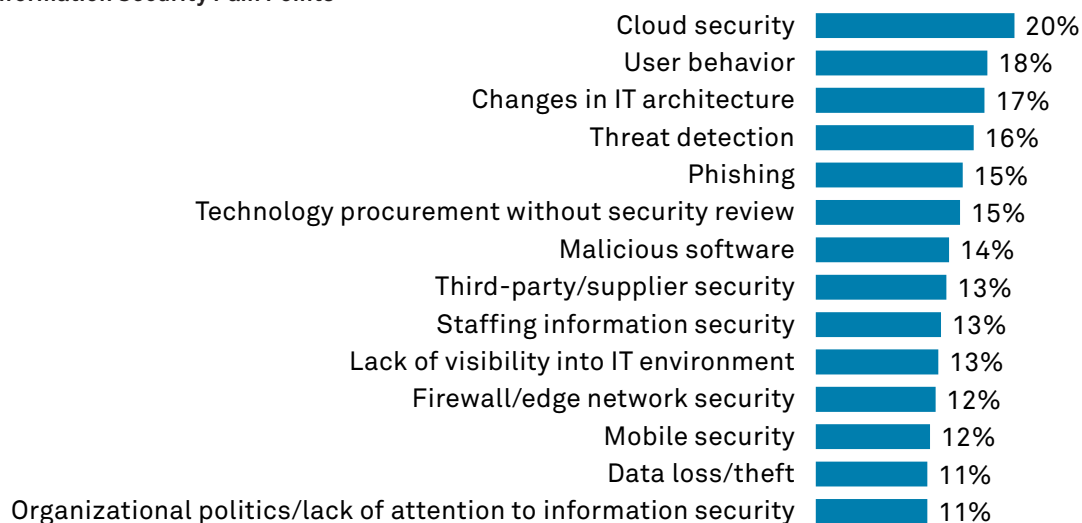 Cloud security 20%
User behavior 18%
Changes in IT architecture 17%
Threat detection 16%
Phishing 15%
Technology procurement without security review 15%
Malicious software 14%
Third-party/supplier security 13%
Staffing information security 13%
Lack of visibility into IT environment 13%
Firewall/edge network security 12%
Mobile security 12%
Data loss/theft 11%
Organizational politics/lack of attention to information security 11%